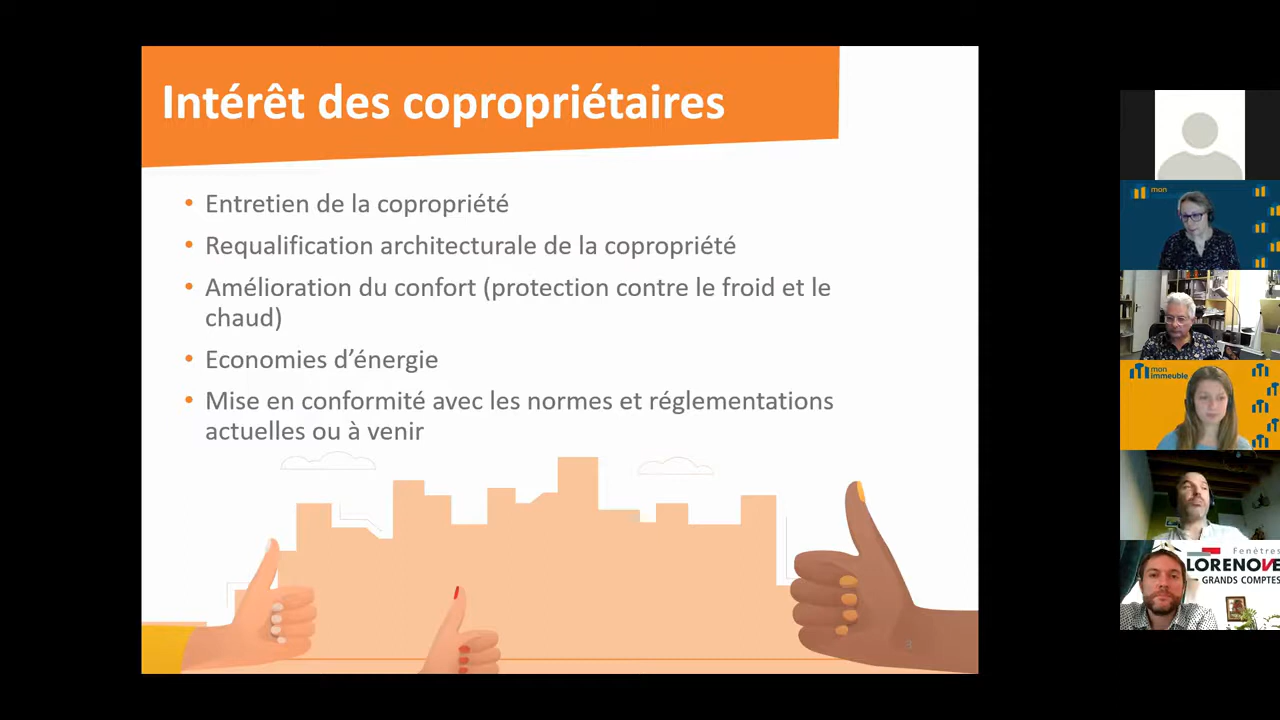 Intérêt des copropriétaires
• Entretien de la copropriété
• Requalification architecturale de la copropriété
• Amélioration du confort (protection contre le froid et le
chaud)
• Economies d’énergie
• Mise en conformité avec les normes et réglementations
actuelles ou à venir
3
mon
mon
immeuble
Fenêtres
LORENOVE
GRANDS COMPTES